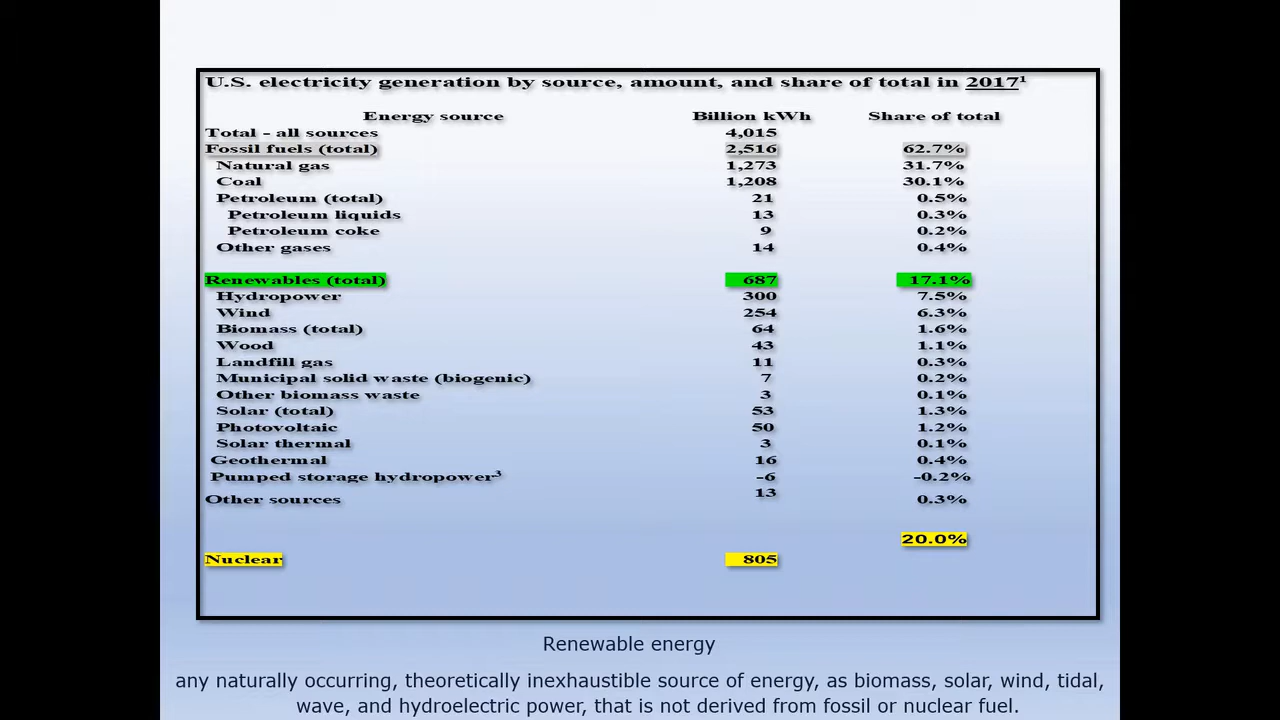 U.S. electricity generation by source, amount, and share of total in 2017¹
Energy source Billion kWh Share of total
Total - all sources 4,015
Fossil fuels (total) 2,516 62.7%
Natural gas 1,273 31.7%
Coal 1,208 30.1%
Petroleum (total) 21 0.5%
Petroleum liquids 13 0.3%
Petroleum coke 9 0.2%
Other gases 14 0.4%
Renewables (total) 687 17.1%
Hydropower 300 7.5%
Wind 254 6.3%
Biomass (total) 64 1.6%
Wood 43 1.1%
Landfill gas 11 0.3%
Municipal solid waste (biogenic) 7 0.2%
Other biomass waste 3 0.1%
Solar (total) 53 1.3%
Photovoltaic 50 1.2%
Solar thermal 3 0.1%
Geothermal 16 0.4%
Pumped storage hydropower³ -6 -0.2%
Other sources 13 0.3%
20.0%
Nuclear 805
Renewable energy
any naturally occurring, theoretically inexhaustible source of energy, as biomass, solar, wind, tidal,
wave, and hydroelectric power, that is not derived from fossil or nuclear fuel.